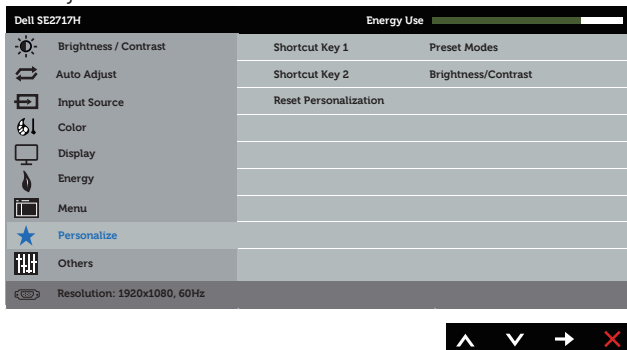 Dell SE2717H Energy Use
Brightness / Contrast
Auto Adjust
Input Source
Color
Display
Energy
Menu
Personalize
Others
Shortcut Key 1 Preset Modes
Shortcut Key 2 Brightness/Contrast
Reset Personalization
Resolution: 1920x1080, 60Hz